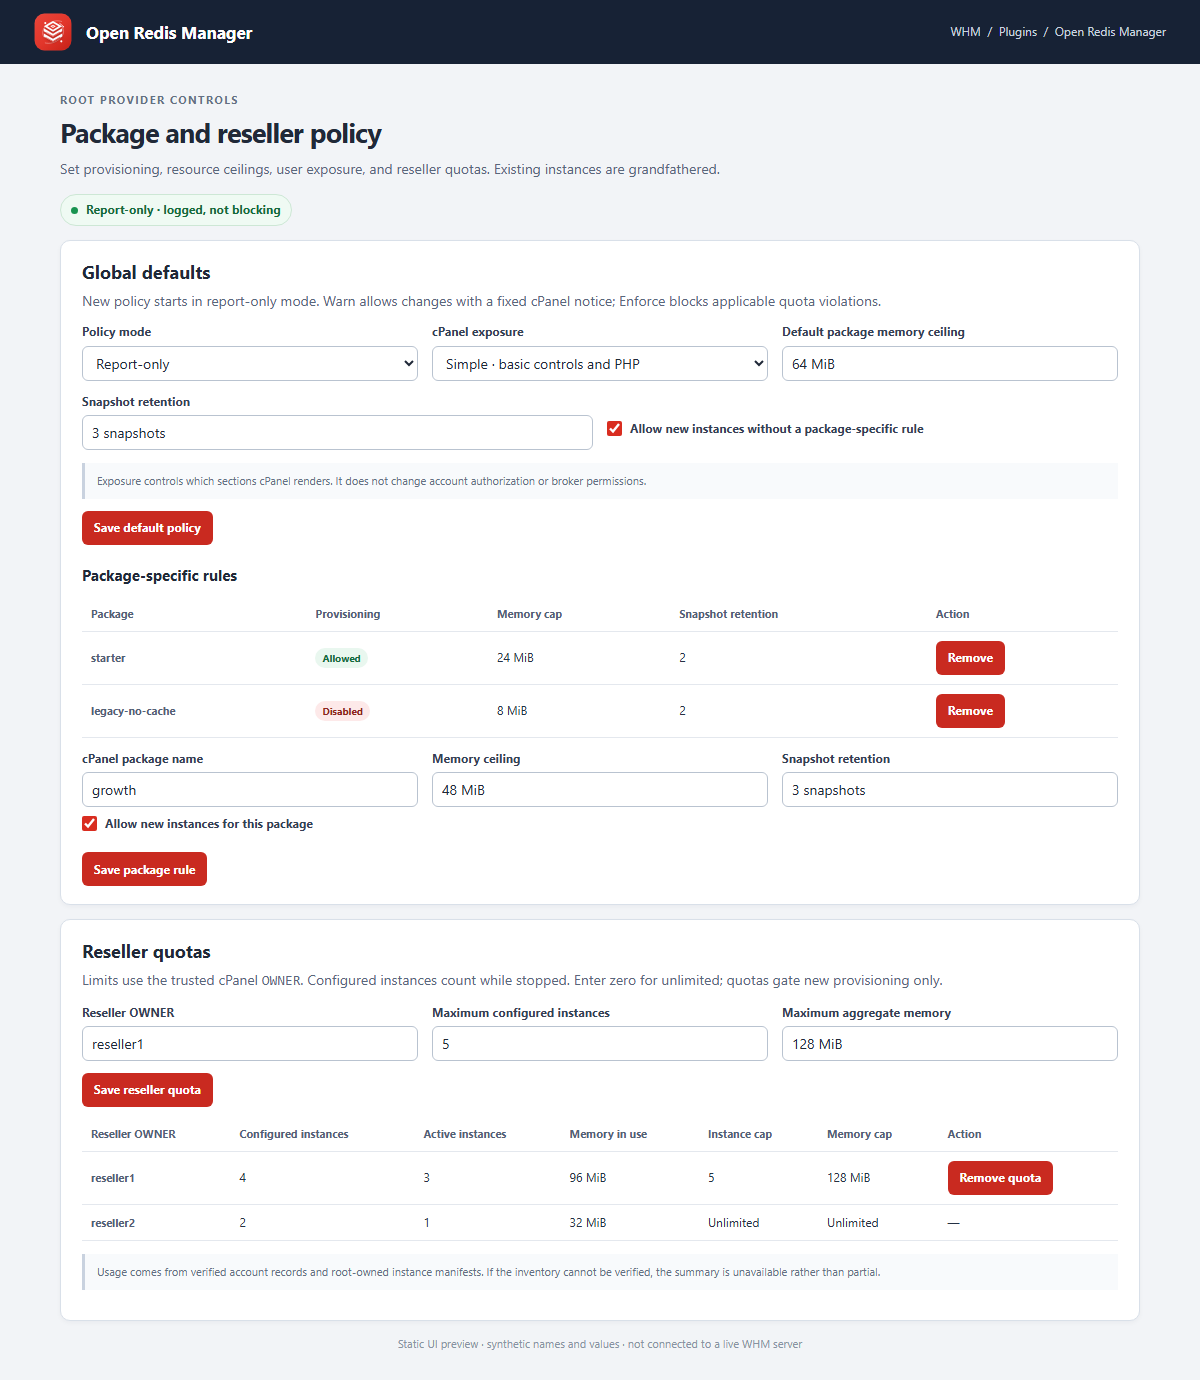 Open Redis Manager
WHM / Plugins / Open Redis Manager
ROOT PROVIDER CONTROLS
Package and reseller policy
Set provisioning, resource ceilings, user exposure, and reseller quotas. Existing instances are grandfathered.
Report-only · logged, not blocking
Global defaults
New policy starts in report-only mode. Warn allows changes with a fixed cPanel notice; Enforce blocks applicable quota violations.
Policy mode cPanel exposure Default package memory ceiling
Report-only Simple · basic controls and PHP 64 MiB
Snapshot retention
3 snapshots Allow new instances without a package-specific rule
Exposure controls which sections cPanel renders. It does not change account authorization or broker permissions.
Save default policy
Package-specific rules
Package Provisioning Memory cap Snapshot retention Action
starter Allowed 24 MiB 2 Remove
legacy-no-cache Disabled 8 MiB 2 Remove
cPanel package name Memory ceiling Snapshot retention
growth 48 MiB 3 snapshots
Allow new instances for this package
Save package rule
Reseller quotas
Limits use the trusted cPanel OWNER. Configured instances count while stopped. Enter zero for unlimited; quotas gate new provisioning only.
Reseller OWNER Maximum configured instances Maximum aggregate memory
reseller1 5 128 MiB
Save reseller quota
Reseller OWNER Configured instances Active instances Memory in use Instance cap Memory cap Action
reseller1 4 3 96 MiB 5 128 MiB Remove quota
reseller2 2 1 32 MiB Unlimited Unlimited —
Usage comes from verified account records and root-owned instance manifests. If the inventory cannot be verified, the summary is unavailable rather than partial.
Static UI preview · synthetic names and values · not connected to a live WHM server